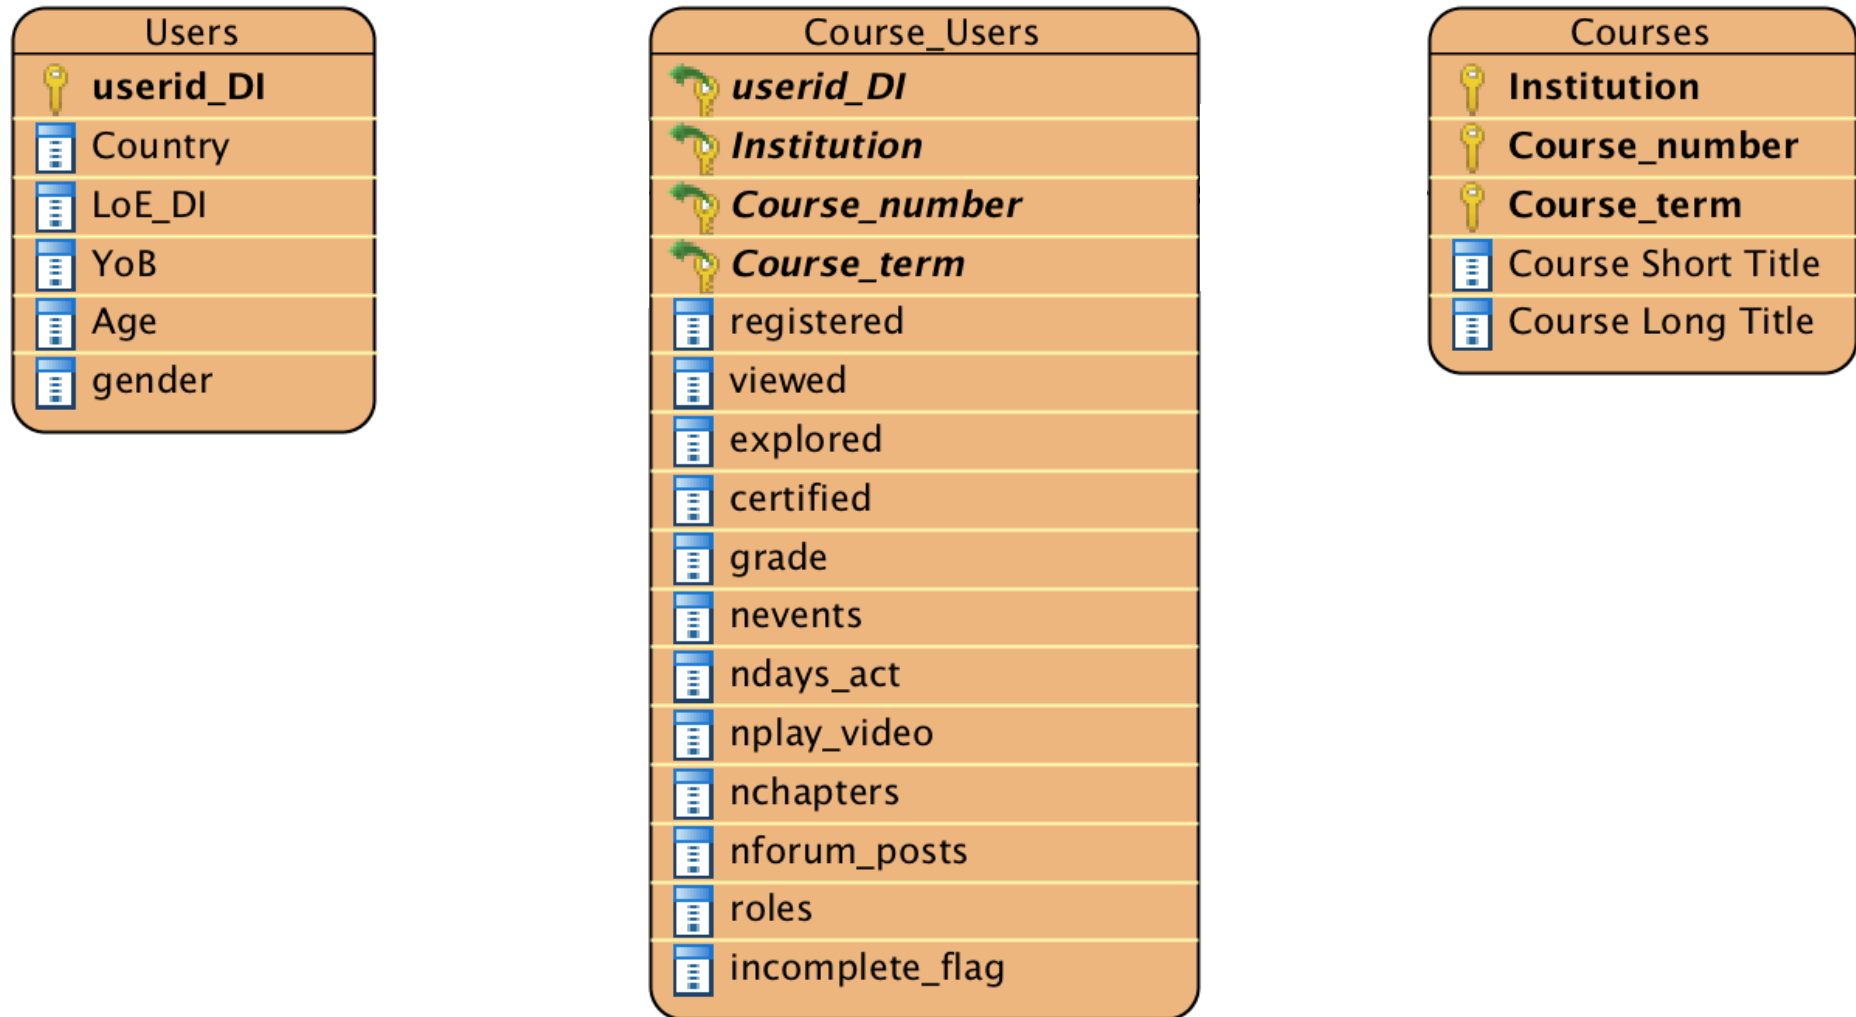 Users
userid_DI
Country
LoE_DI
YoB
Age
gender
Course_Users
userid_DI
Institution
Course_number
Course_term
registered
viewed
explored
certified
grade
nevents
ndays_act
nplay_video
nchapters
nforum_posts
roles
incomplete_flag
Courses
Institution
Course_number
Course_term
Course Short Title
Course Long Title